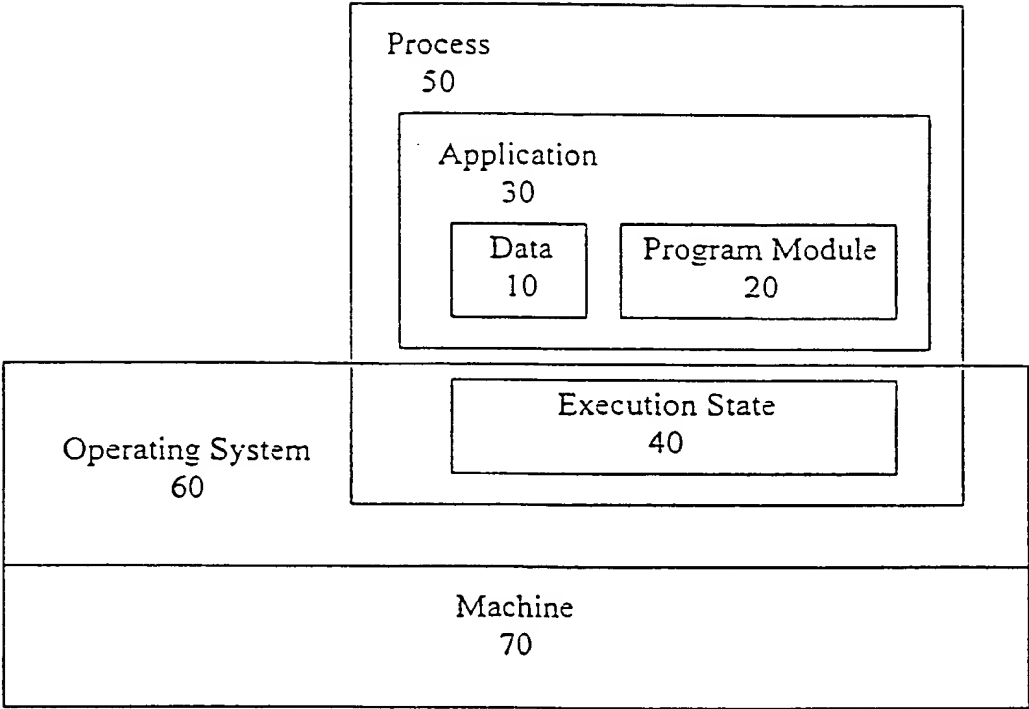 Process
50
Application
30
Data
10
Program Module
20
Execution State
40
Operating System
60
Machine
70